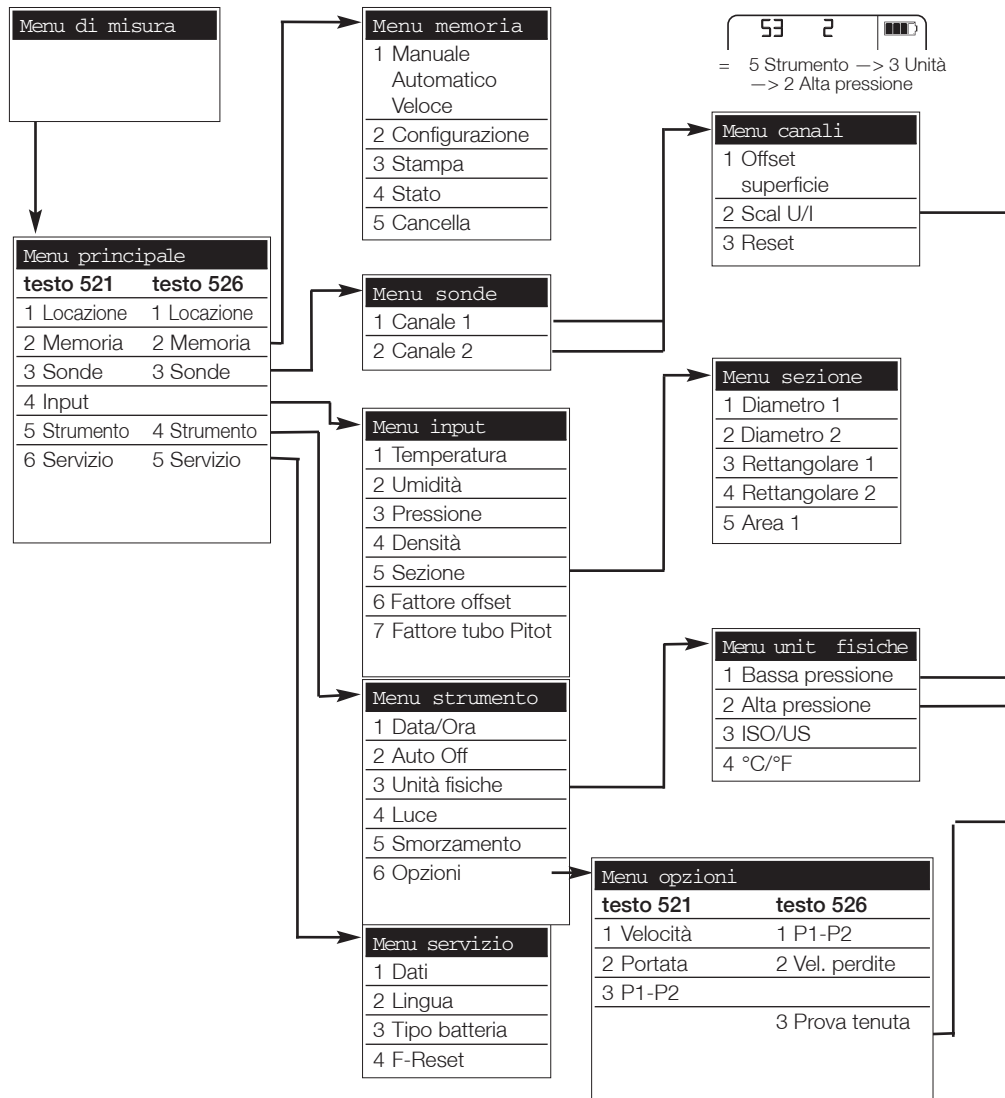 Menu di misura
Menu principale
testo 521 testo 526
1 Locazione 1 Locazione
2 Memoria 2 Memoria
3 Sonde 3 Sonde
4 Input
5 Strumento 4 Strumento
6 Servizio 5 Servizio
Menu memoria
1 Manuale
Automatico
Veloce
2 Configurazione
3 Stampa
4 Stato
5 Cancella
Menu sonde
1 Canale 1
2 Canale 2
Menu input
1 Temperatura
2 Umidità
3 Pressione
4 Densità
5 Sezione
6 Fattore offset
7 Fattore tubo Pitot
Menu strumento
1 Data/Ora
2 Auto Off
3 Unità fisiche
4 Luce
5 Smorzamento
6 Opzioni
Menu servizio
1 Dati
2 Lingua
3 Tipo batteria
4 F-Reset
53 2
= 5 Strumento —> 3 Unità
—> 2 Alta pressione
Menu canali
1 Offset
superficie
2 Scal U/I
3 Reset
Menu sezione
1 Diametro 1
2 Diametro 2
3 Rettangolare 1
4 Rettangolare 2
5 Area 1
Menu unit fisiche
1 Bassa pressione
2 Alta pressione
3 ISO/US
4 °C/°F
Menu opzioni
testo 521 testo 526
1 Velocità 1 P1-P2
2 Portata 2 Vel. perdite
3 P1-P2
3 Prova tenuta